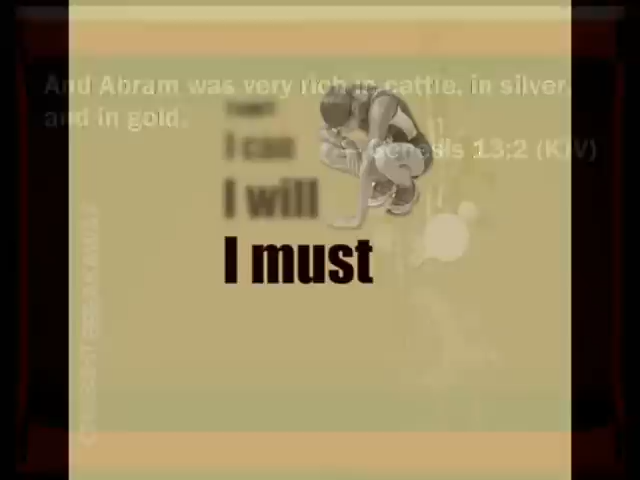 And Abram was very rich in cattle, in silver,
and in gold.
Genesis 13:2 (KJV)
I can
I will
I must